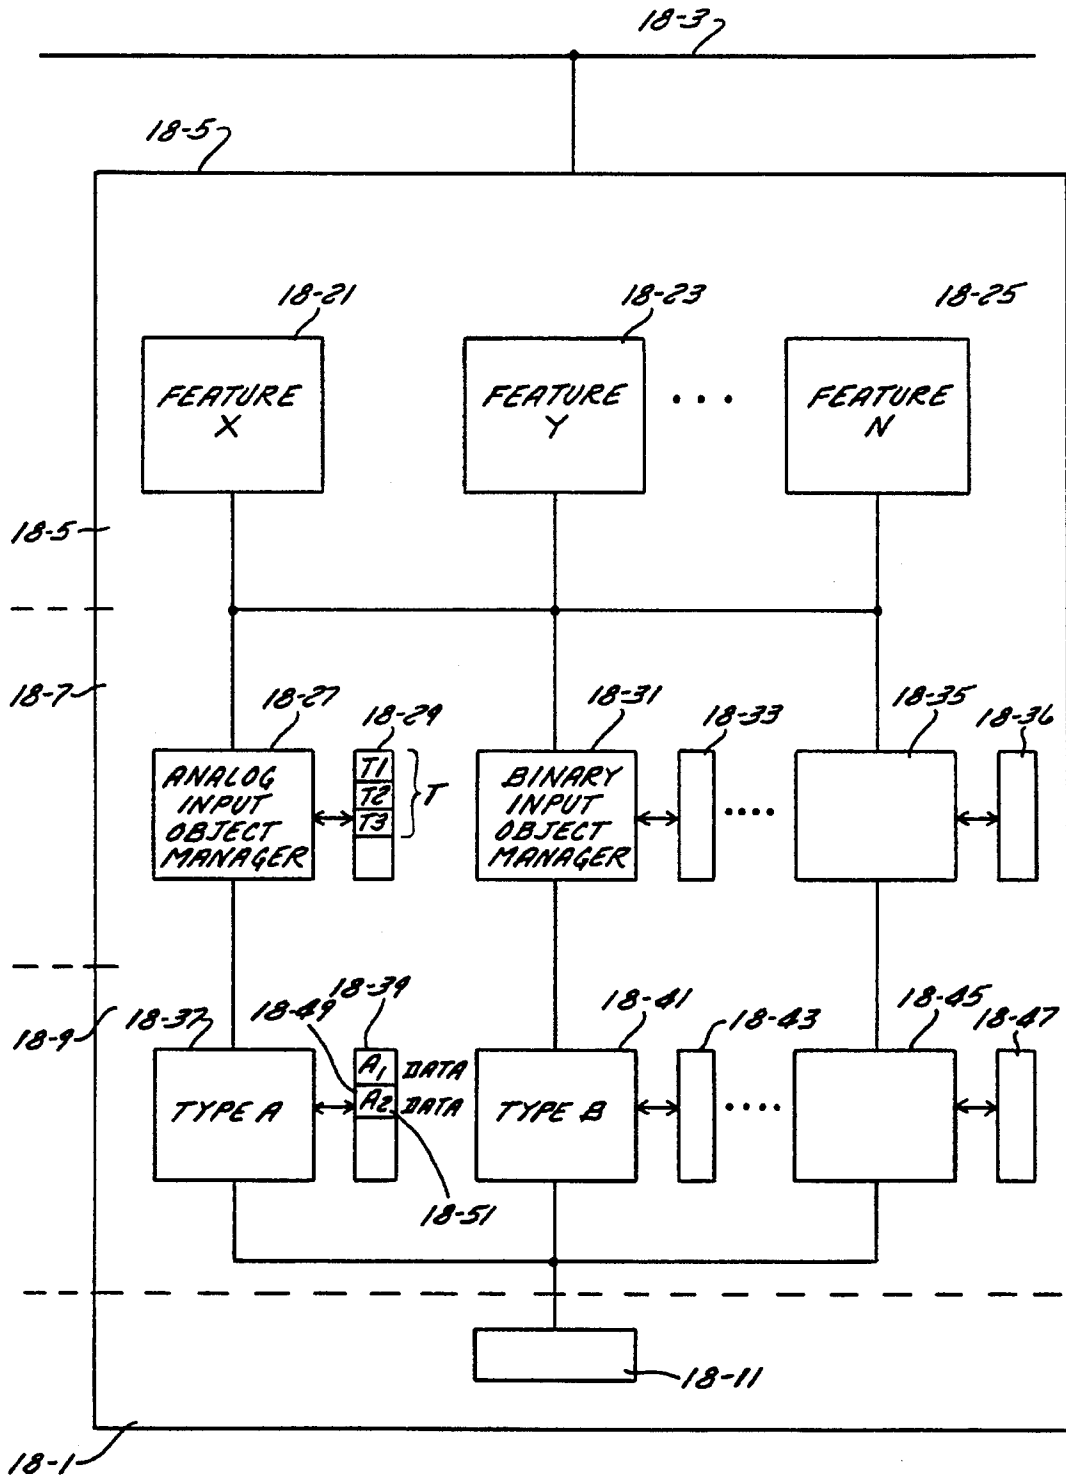 18-3
18-5
18-21
18-23
18-25
FEATURE
X
FEATURE
Y
FEATURE
N
18-5
18-7
18-27
18-29
18-31
18-33
18-35
18-36
ANALOG
INPUT
OBJECT
MANAGER
T1
T2
T3
T
BINARY
INPUT
OBJECT
MANAGER
18-9
18-37
18-49
18-39
18-41
18-43
18-45
18-47
TYPE A
A1 DATA
A2 DATA
TYPE B
18-51
18-11
18-1